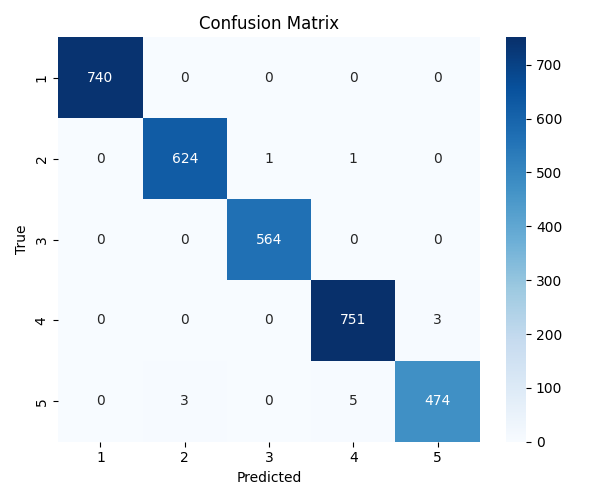 Confusion Matrix
1 740 0 0 0 0
2 0 624 1 1 0
3 0 0 564 0 0
4 0 0 0 751 3
5 0 3 0 5 474
1 2 3 4 5
True
Predicted
700
600
500
400
300
200
100
0